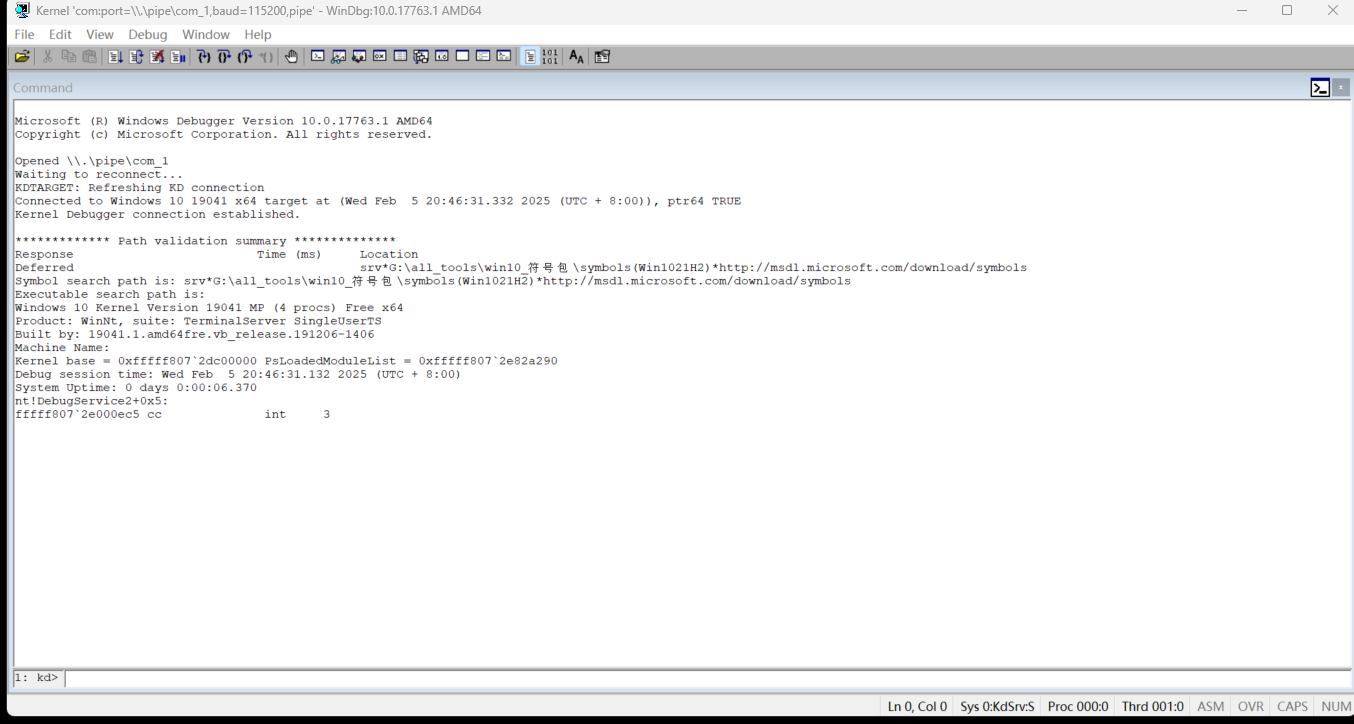 Kernel 'com:port=\\.\pipe\com_1,baud=115200,pipe' - WinDbg:10.0.17763.1 AMD64
File Edit View Debug Window Help
Command
Microsoft (R) Windows Debugger Version 10.0.17763.1 AMD64
Copyright (c) Microsoft Corporation. All rights reserved.
Opened \\.\pipe\com_1
Waiting to reconnect...
KDTARGET: Refreshing KD connection
Connected to Windows 10 19041 x64 target at (Wed Feb  5 20:46:31.332 2025 (UTC + 8:00)), ptr64 TRUE
Kernel Debugger connection established.
************* Path validation summary **************
Response                         Time (ms)     Location
Deferred                                       srv*G:\all_tools\win10_符号包\symbols(Win1021H2)*http://msdl.microsoft.com/download/symbols
Symbol search path is: srv*G:\all_tools\win10_符号包\symbols(Win1021H2)*http://msdl.microsoft.com/download/symbols
Executable search path is:
Windows 10 Kernel Version 19041 MP (4 procs) Free x64
Product: WinNt, suite: TerminalServer SingleUserTS
Built by: 19041.1.amd64fre.vb_release.191206-1406
Machine Name:
Kernel base = 0xfffff807`2dc00000 PsLoadedModuleList = 0xfffff807`2e82a290
Debug session time: Wed Feb  5 20:46:31.132 2025 (UTC + 8:00)
System Uptime: 0 days 0:00:06.370
nt!DebugService2+0x5:
fffff807`2e000ec5 cc              int     3
1: kd>
Ln 0, Col 0 Sys 0:KdSrv:S Proc 000:0 Thrd 001:0 ASM OVR CAPS NUM